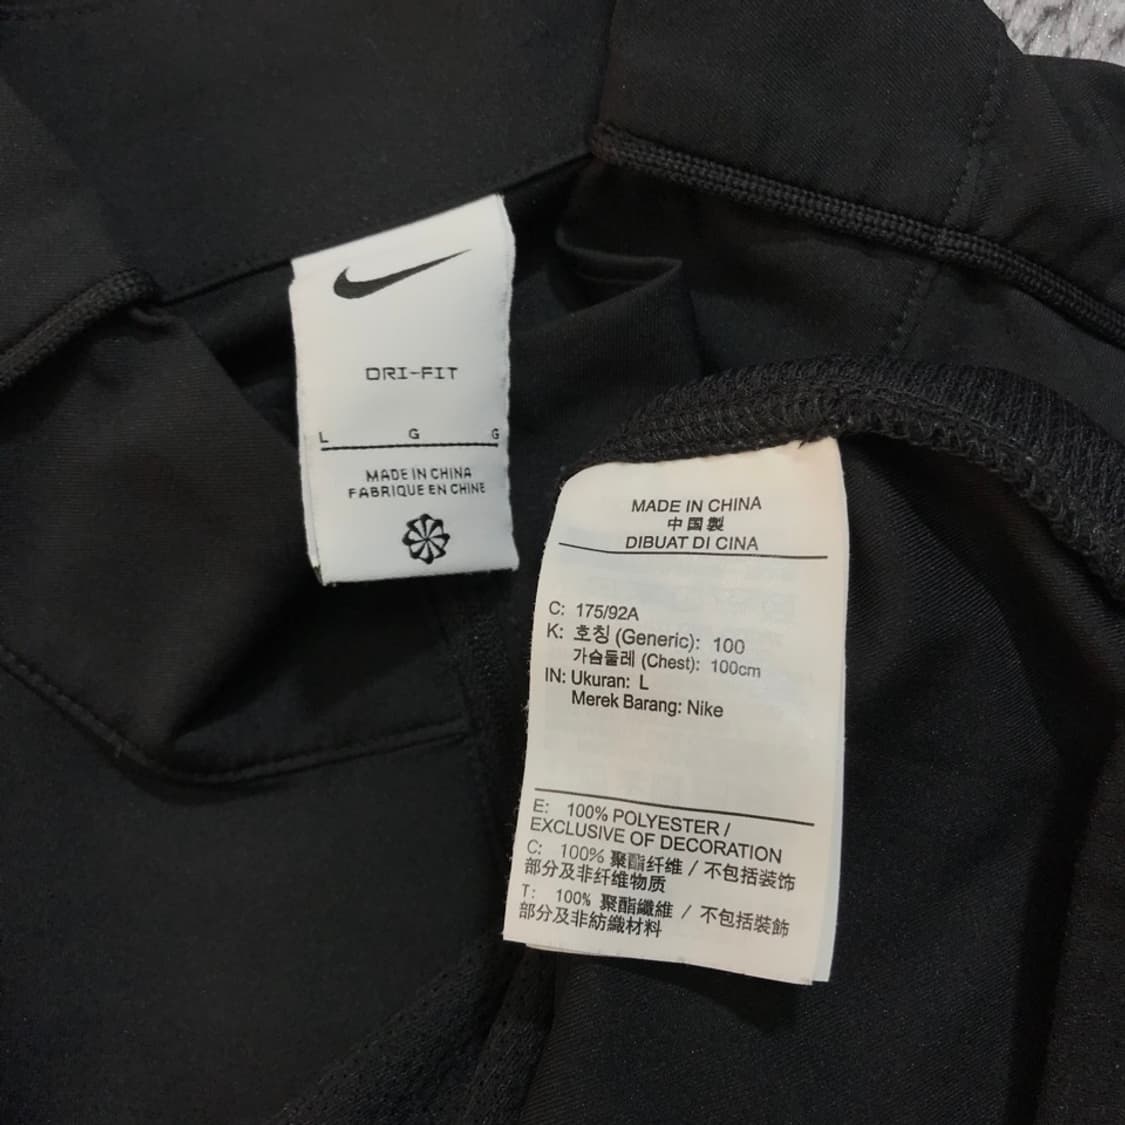 DRI-FIT
L G G
MADE IN CHINA
FABRIQUE EN CHINE
MADE IN CHINA
中国製
DIBUAT DI CINA
C: 175/92A
K: 호칭 (Generic): 100
가슴둘레 (Chest): 100cm
IN: Ukuran: L
Merek Barang: Nike
E: 100% POLYESTER /
EXCLUSIVE OF DECORATION
C: 100% 聚酯纤维 / 不包括装饰
部分及非纤维物质
T: 100% 聚酯纖維 / 不包括裝飾
部分及非紡織材料